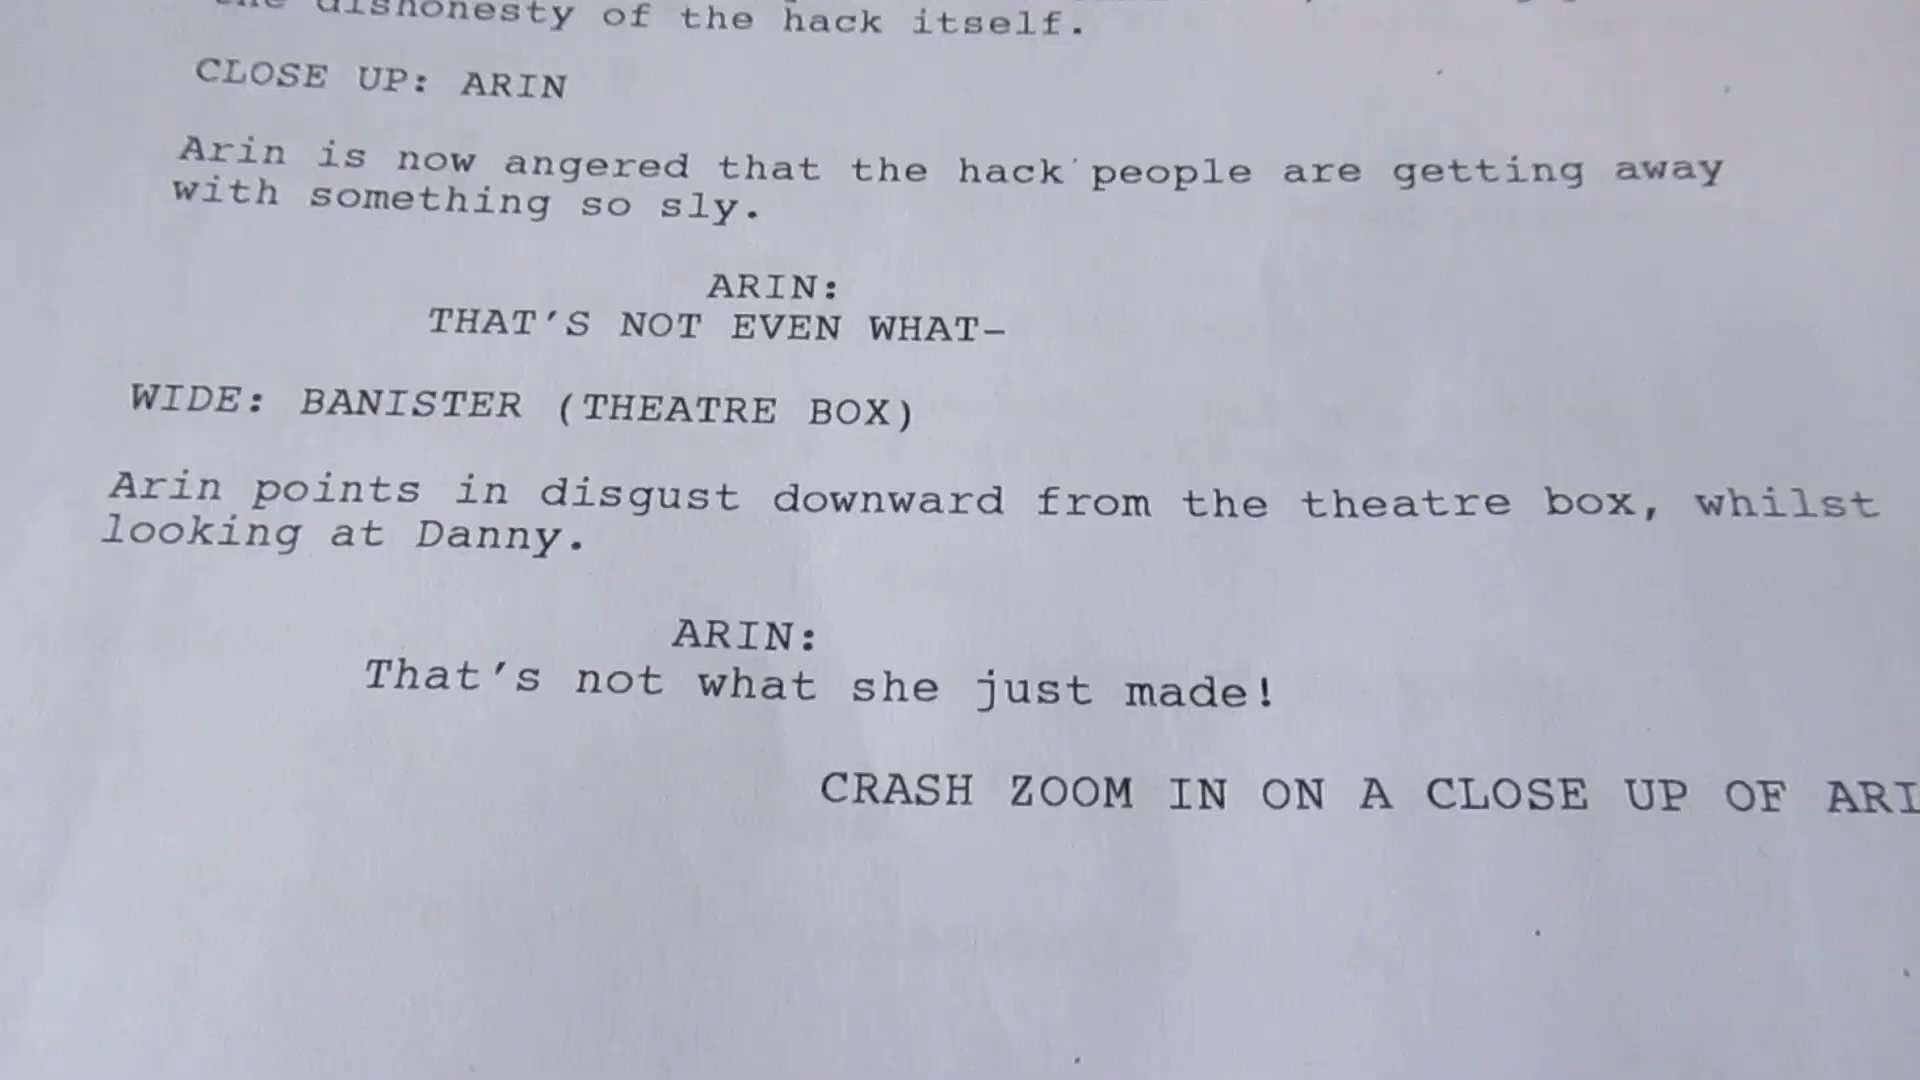 the dishonesty of the hack itself.
CLOSE UP: ARIN
Arin is now angered that the hack people are getting away
with something so sly.
ARIN:
THAT'S NOT EVEN WHAT-
WIDE: BANISTER (THEATRE BOX)
Arin points in disgust downward from the theatre box, whilst
looking at Danny.
ARIN:
That's not what she just made!
CRASH ZOOM IN ON A CLOSE UP OF ARI